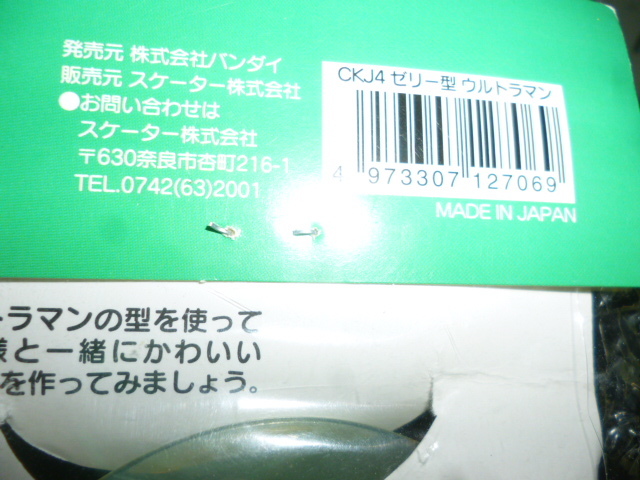 発売元 株式会社バンダイ
販売元 スケーター株式会社
●お問い合わせは
スケーター株式会社
〒630奈良市杏町216-1
TEL.0742(63)2001
CKJ4 ゼリー型 ウルトラマン
4 973307 127069
MADE IN JAPAN
トラマンの型を使って
様と一緒にかわいい
を作ってみましょう。